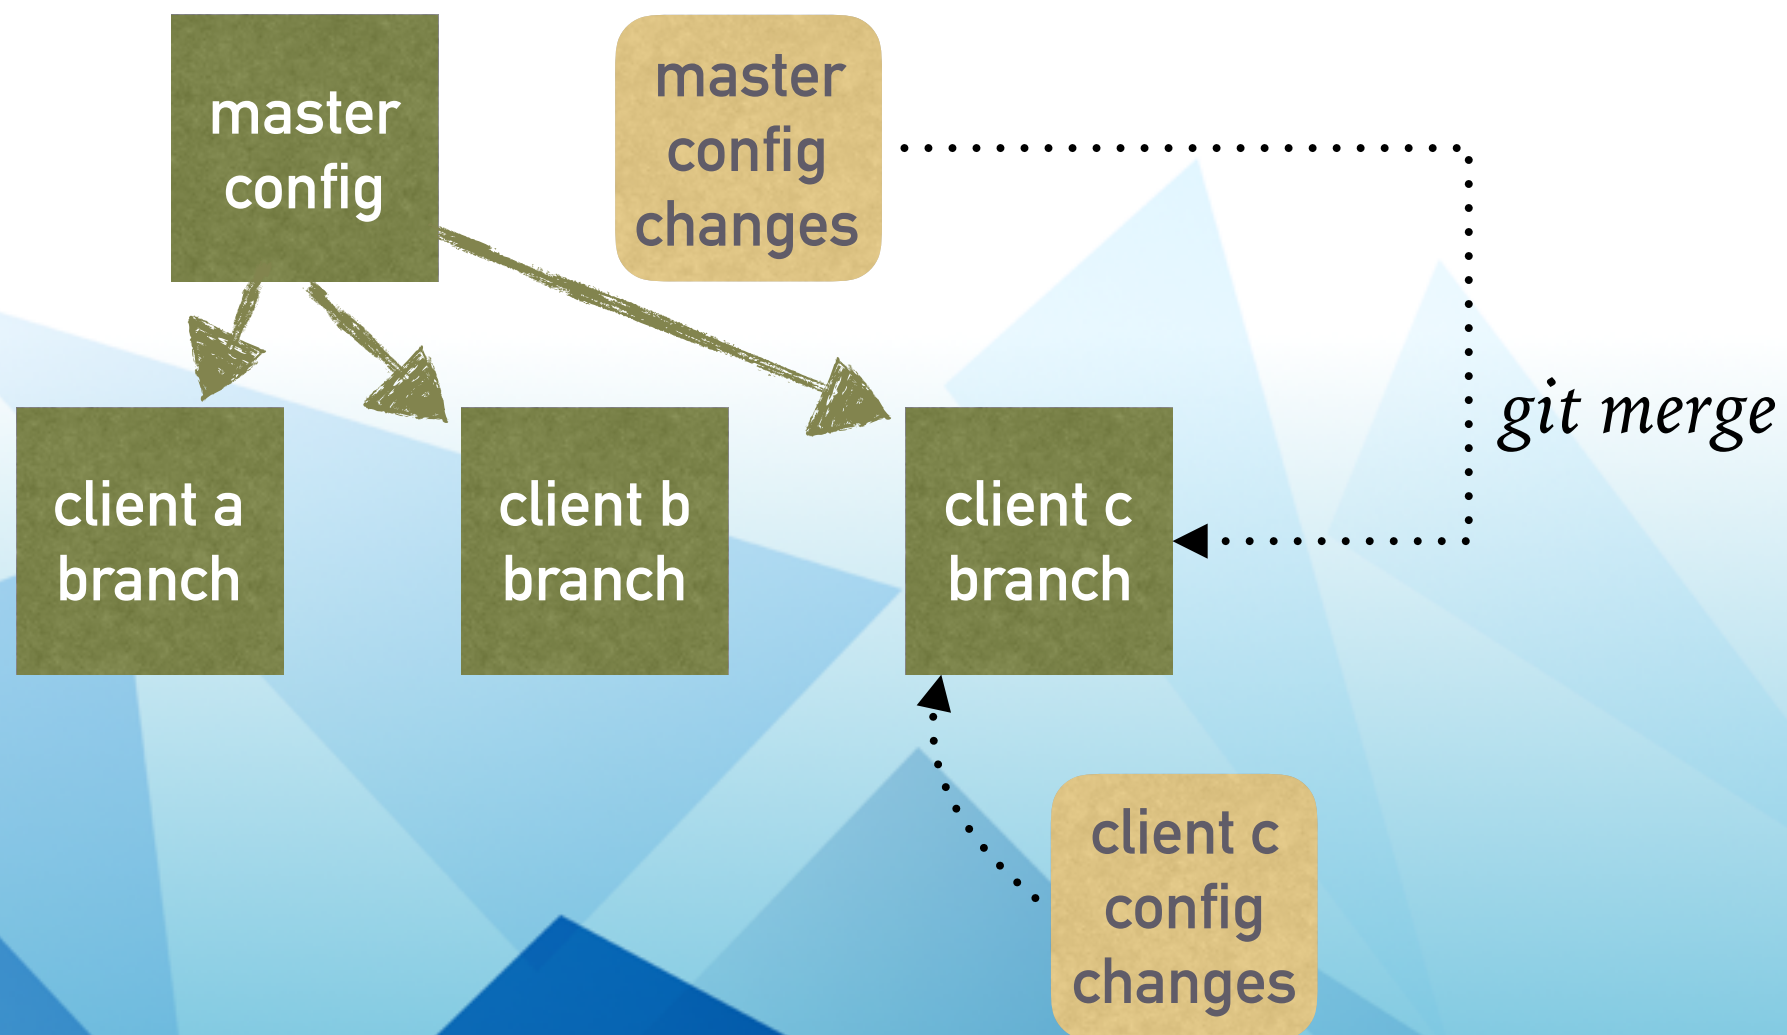 master
config
master
config
changes
git merge
client a
branch
client b
branch
client c
branch
client c
config
changes